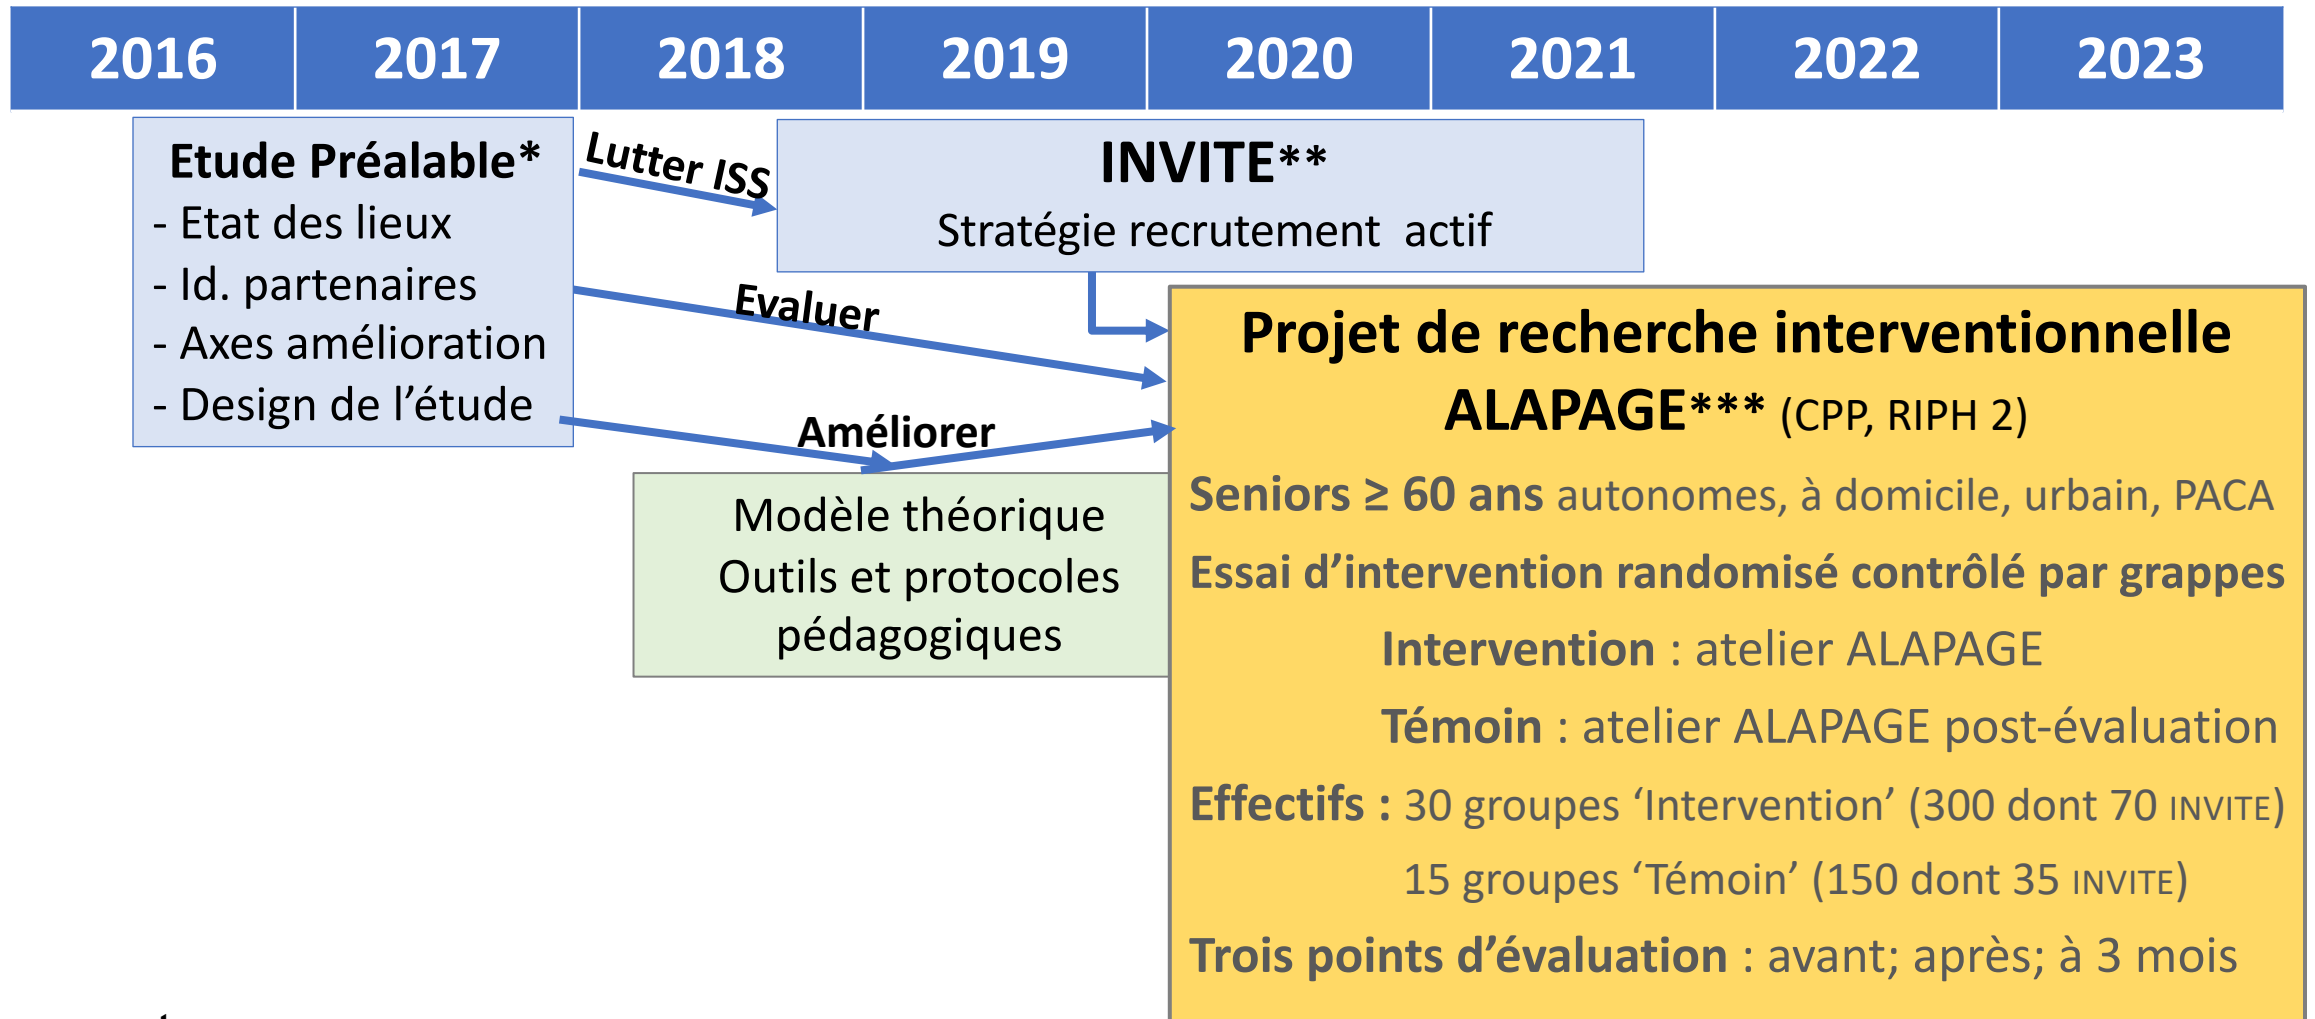 2016 2017 2018 2019 2020 2021 2022 2023
Etude Préalable*
- Etat des lieux
- Id. partenaires
- Axes amélioration
- Design de l’étude
Lutter ISS
INVITE**
Stratégie recrutement actif
Evaluer
Améliorer
Modèle théorique
Outils et protocoles
pédagogiques
Projet de recherche interventionnelle
ALAPAGE*** (CPP, RIPH 2)
Seniors ≥ 60 ans autonomes, à domicile, urbain, PACA
Essai d’intervention randomisé contrôlé par grappes
Intervention : atelier ALAPAGE
Témoin : atelier ALAPAGE post-évaluation
Effectifs : 30 groupes ‘Intervention’ (300 dont 70 INVITE)
15 groupes ‘Témoin’ (150 dont 35 INVITE)
Trois points d’évaluation : avant; après; à 3 mois